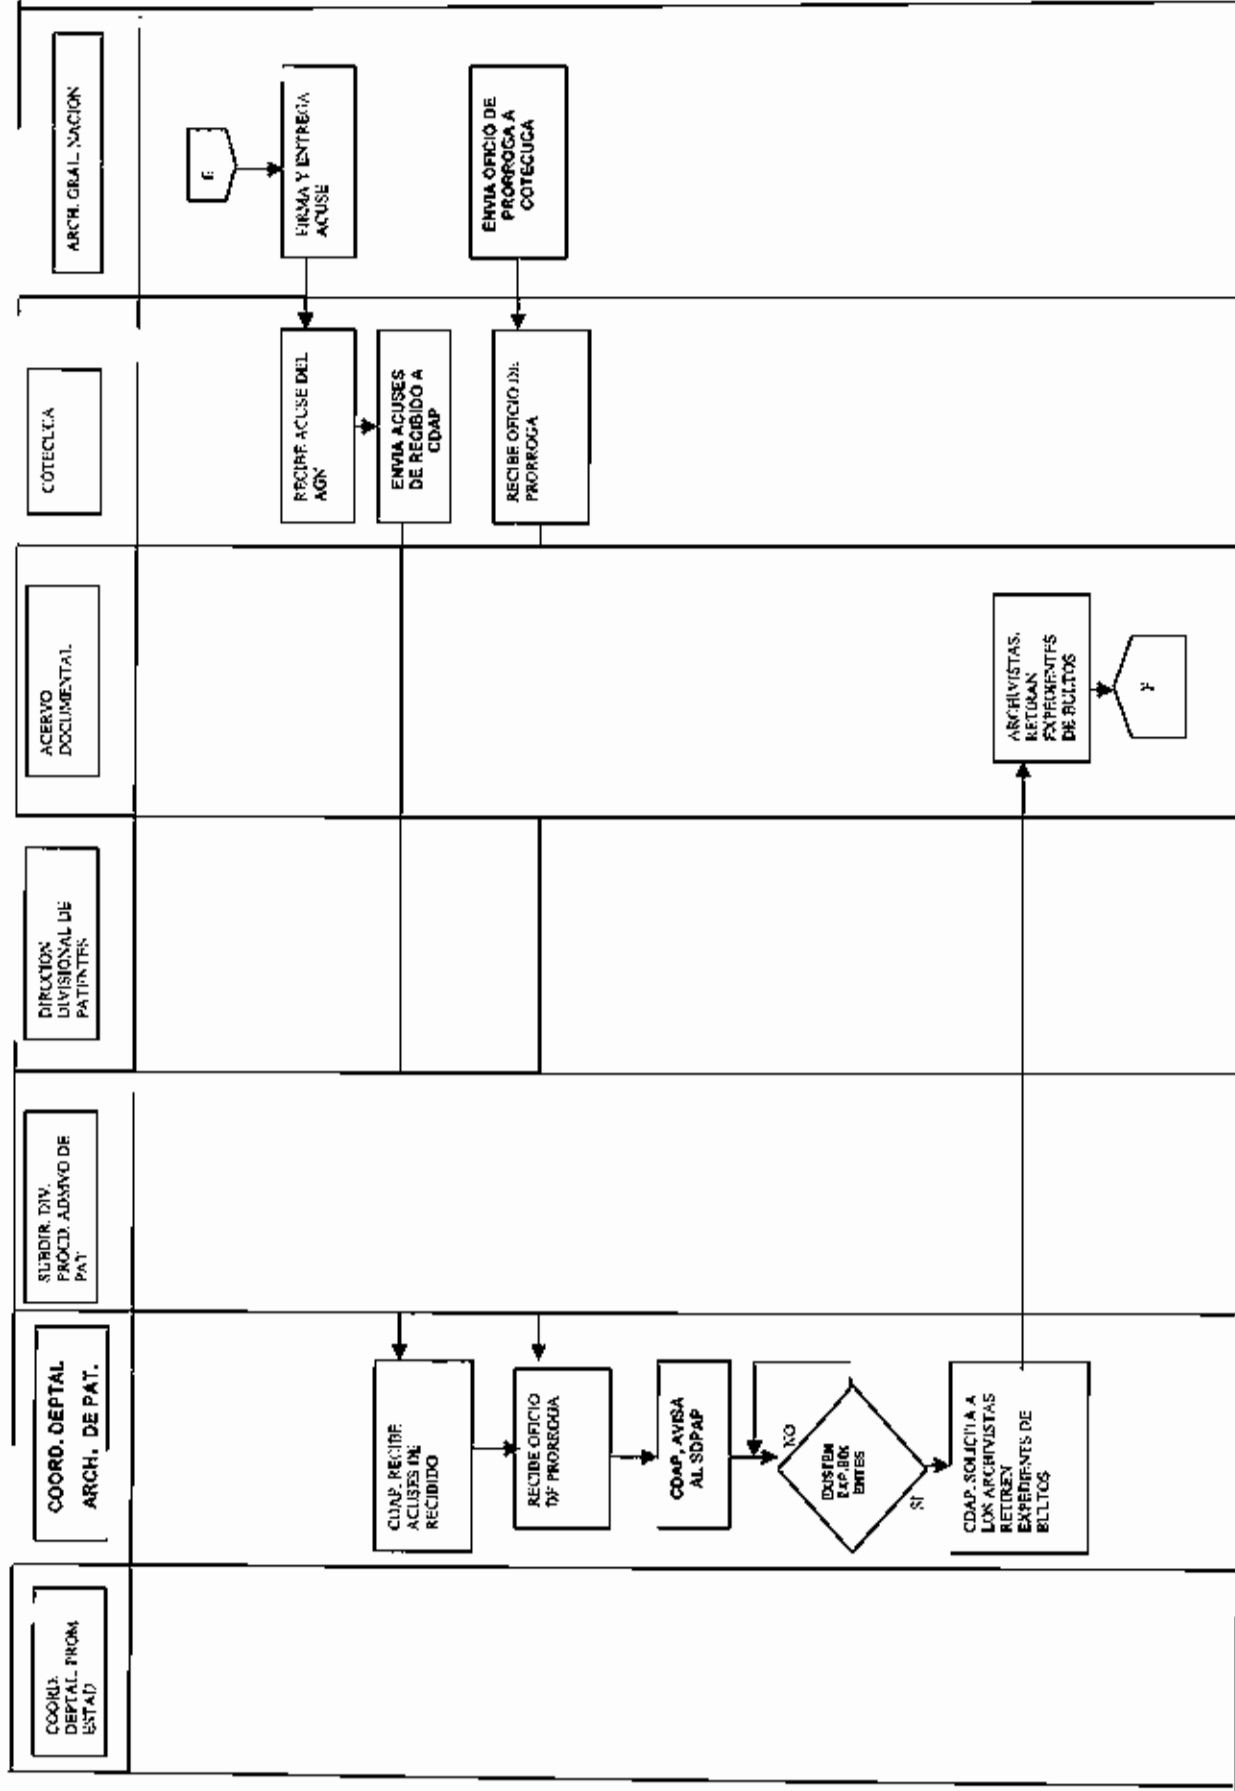 COORD.
DEPTAL. PROM
ESTAD
COORD. DEPTAL
ARCH. DE PAT.
SUBDIR. DIV.
PROCD. ADMVO DE
PAT
DIRCCION
DIVISIONAL DE
PATENTES
ACERVO
DOCUMENTAL
COTECUCA
ARCH. GRAL. NACION
E
FIRMA Y ENTREGA
ACUSE
RECIBE ACUSE DEL
AGN
ENVIA ACUSES
DE RECIBIDO A
CDAP
CDAP, RECIBE
ACUSES DE
RECIBIDO
ENVIA OFICIO DE
PRORROGA A
COTECUCA
RECIBE OFICIO DE
PRORROGA
RECIBE OFICIO
DE PRORROGA
CDAP, AVISA
AL SDPAP
NO
EXISTEN
SI
CDAP, SOLICITA A
LOS ARCHIVISTAS
RETIREN
EXPEDIENTES DE
BULTOS
ARCHIVISTAS,
RETIRAN
EXPEDIENTES
DE BULTOS
F